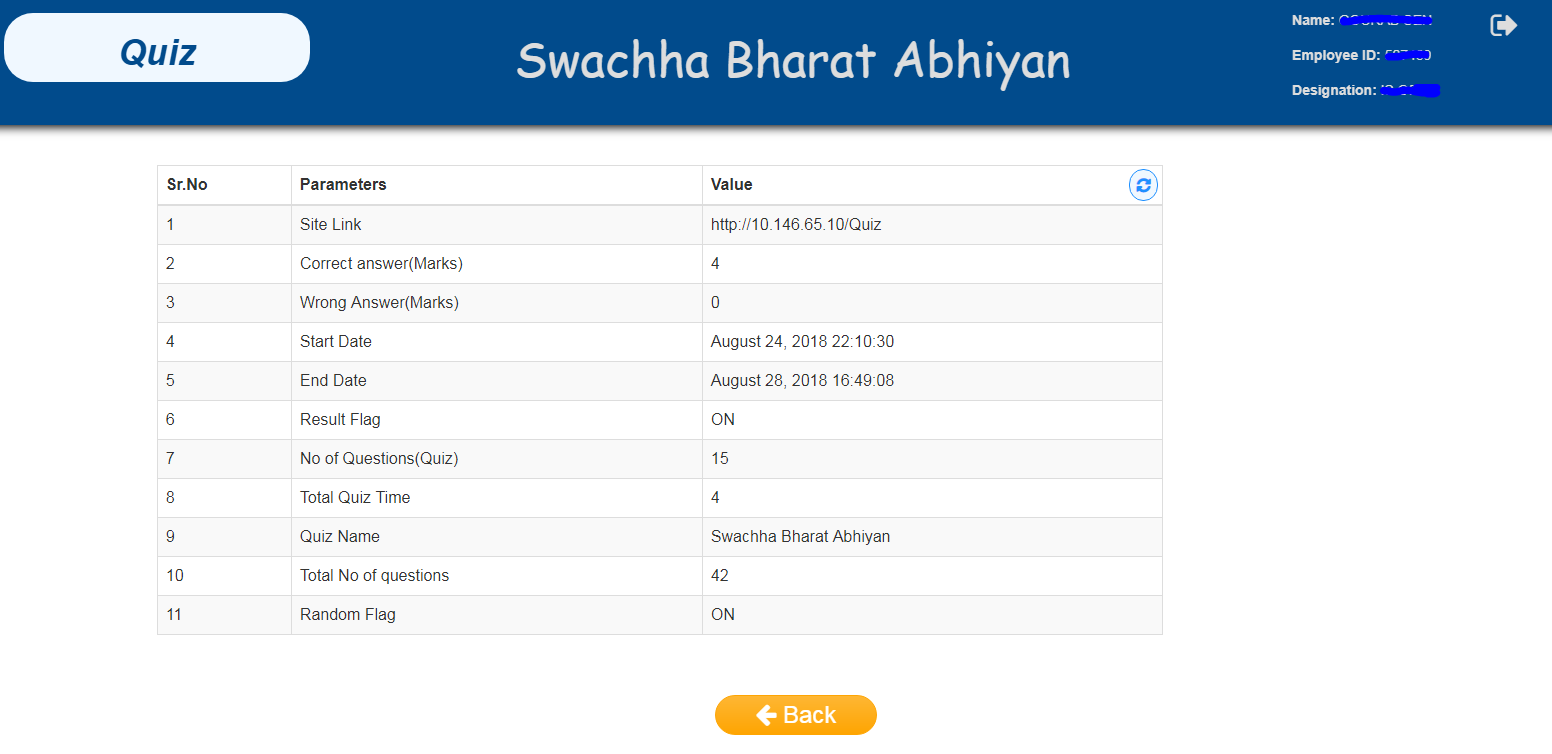 Quiz
Swachha Bharat Abhiyan
Name:
Employee ID:
Designation:
Sr.No Parameters Value
1 Site Link http://10.146.65.10/Quiz
2 Correct answer(Marks) 4
3 Wrong Answer(Marks) 0
4 Start Date August 24, 2018 22:10:30
5 End Date August 28, 2018 16:49:08
6 Result Flag ON
7 No of Questions(Quiz) 15
8 Total Quiz Time 4
9 Quiz Name Swachha Bharat Abhiyan
10 Total No of questions 42
11 Random Flag ON
Back